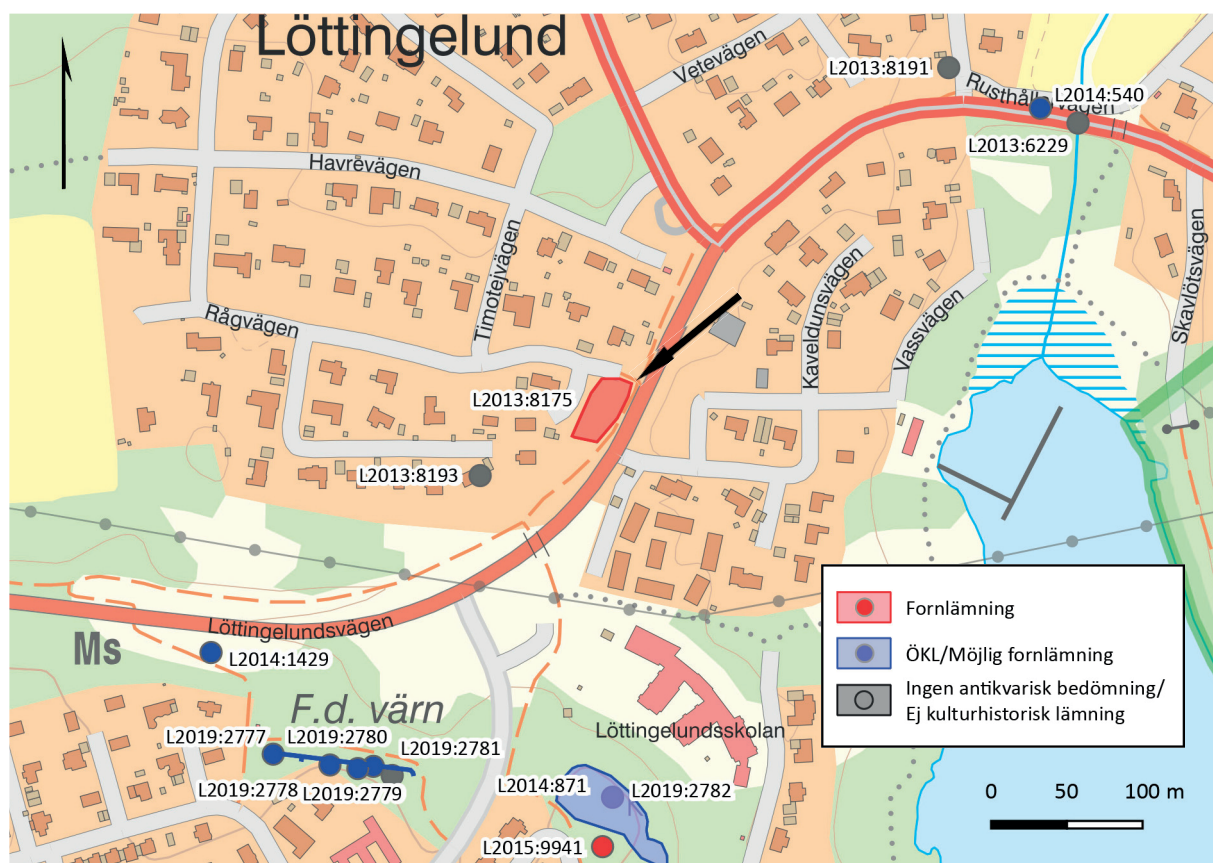 Löttingelund
Vetevägen
L2013:8191
Rusthåll vägen
L2014:540
L2013:6229
Havrevägen
Timotejvägen
Rågvägen
Kaveldunsvägen
Vassvägen
Skavlötsvägen
L2013:8175
L2013:8193
Löttingelundsvägen
Ms
L2014:1429
F.d. värn
L2019:2777
L2019:2780
L2019:2781
L2019:2778
L2019:2779
Löttingelundsskolan
L2014:871
L2019:2782
L2015:9941
Fornlämning
ÖKL/Möjlig fornlämning
Ingen antikvarisk bedömning/
Ej kulturhistorisk lämning
0 50 100 m